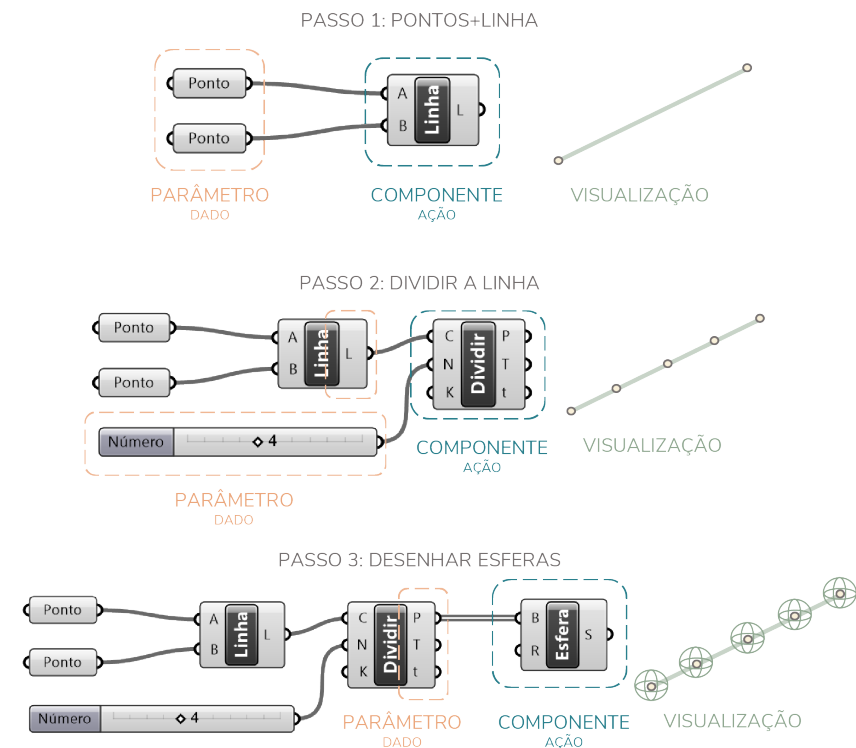 PASSO 1: PONTOS+LINHA
Ponto
Ponto
A
B
Linha
L
PARÂMETRO
DADO
COMPONENTE
AÇÃO
VISUALIZAÇÃO
PASSO 2: DIVIDIR A LINHA
Ponto
Ponto
A
B
Linha
L
C
N
K
Dividir
P
T
t
Número
4
PARÂMETRO
DADO
COMPONENTE
AÇÃO
VISUALIZAÇÃO
PASSO 3: DESENHAR ESFERAS
Ponto
Ponto
A
B
Linha
L
C
N
K
Dividir
P
T
t
B
R
Esfera
S
Número
4
PARÂMETRO
DADO
COMPONENTE
AÇÃO
VISUALIZAÇÃO